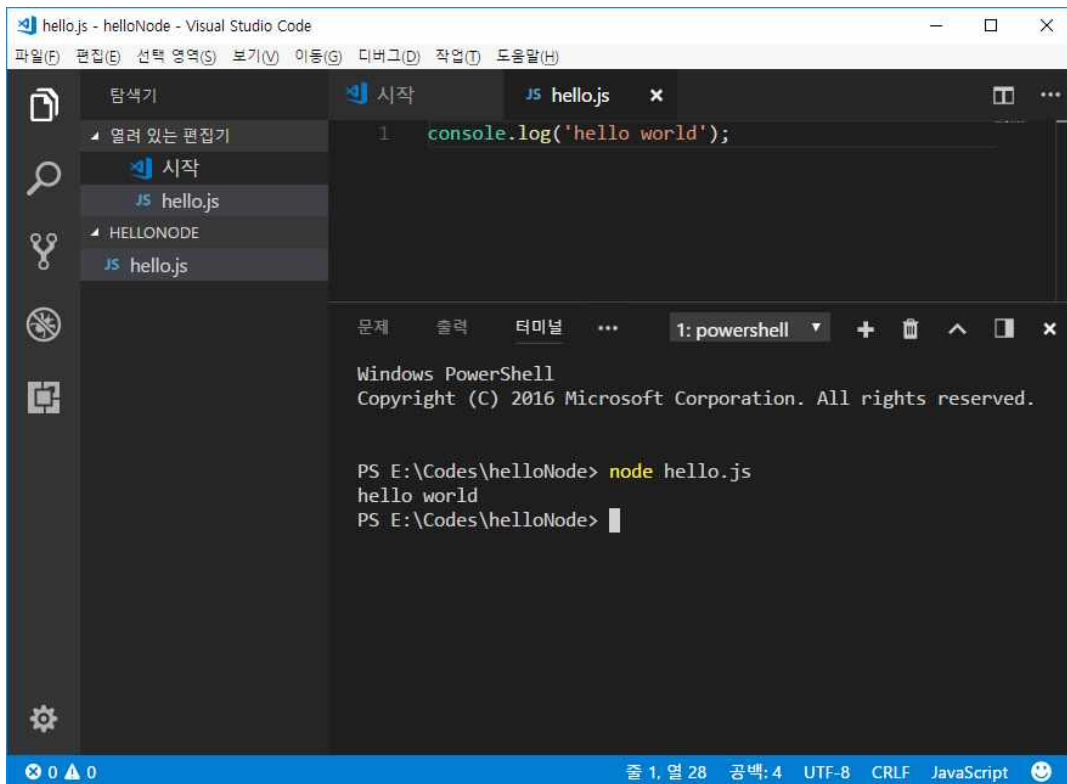 hello.js - helloNode - Visual Studio Code
파일(F) 편집(E) 선택 영역(S) 보기(V) 이동(G) 디버그(D) 작업(T) 도움말(H)
탐색기
열려 있는 편집기
시작
JS hello.js
HELLONODE
JS hello.js
시작 JS hello.js
1 console.log('hello world');
문제 출력 터미널 ••• 1: powershell
Windows PowerShell
Copyright (C) 2016 Microsoft Corporation. All rights reserved.
PS E:\Codes\helloNode> node hello.js
hello world
PS E:\Codes\helloNode>
0 0 줄 1, 열 28 공백: 4 UTF-8 CRLF JavaScript